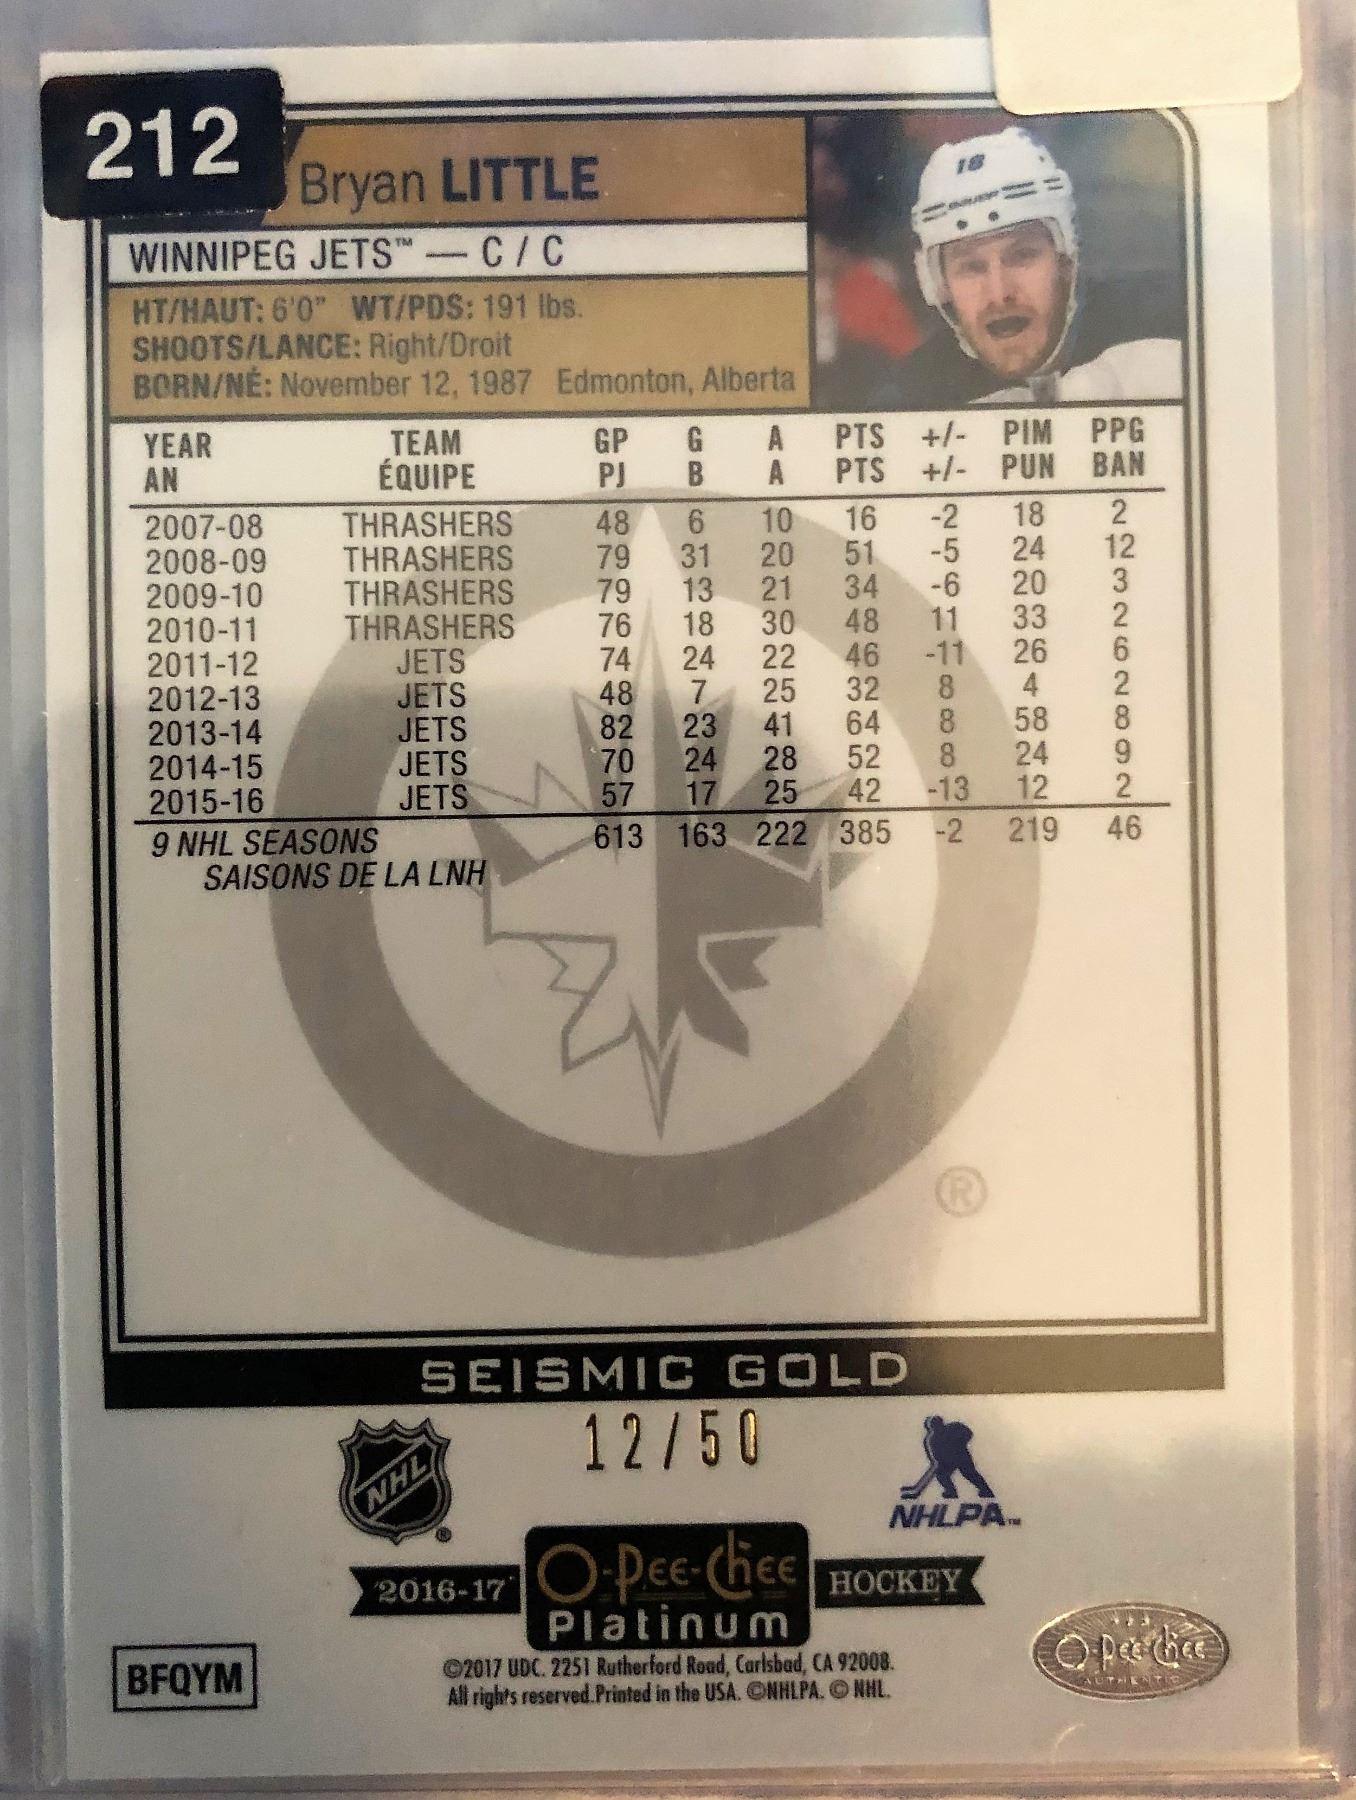 212
Bryan LITTLE
18
BAUER
WINNIPEG JETS™ — C / C
HT/HAUT: 6'0" WT/PDS: 191 lbs.
SHOOTS/LANCE: Right/Droit
BORN/NÉ: November 12, 1987 Edmonton, Alberta
YEAR TEAM GP G A PTS +/- PIM PPG
AN ÉQUIPE PJ B A PTS +/- PUN BAN
2007-08 THRASHERS 48 6 10 16 -2 18 2
2008-09 THRASHERS 79 31 20 51 -5 24 12
2009-10 THRASHERS 79 13 21 34 -6 20 3
2010-11 THRASHERS 76 18 30 48 11 33 2
2011-12 JETS 74 24 22 46 -11 26 6
2012-13 JETS 48 7 25 32 8 4 2
2013-14 JETS 82 23 41 64 8 58 8
2014-15 JETS 70 24 28 52 8 24 9
2015-16 JETS 57 17 25 42 -13 12 2
9 NHL SEASONS 613 163 222 385 -2 219 46
SAISONS DE LA LNH
®
SEISMIC GOLD
12/50
NHL ®
NHLPA™
2016-17 O-Pee-Chee HOCKEY
Platinum
BFQYM
©2017 UDC. 2251 Rutherford Road, Carlsbad, CA 92008.
All rights reserved.Printed in the USA. ©NHLPA. © NHL.
O-Pee-Chee
AUTHENTIC